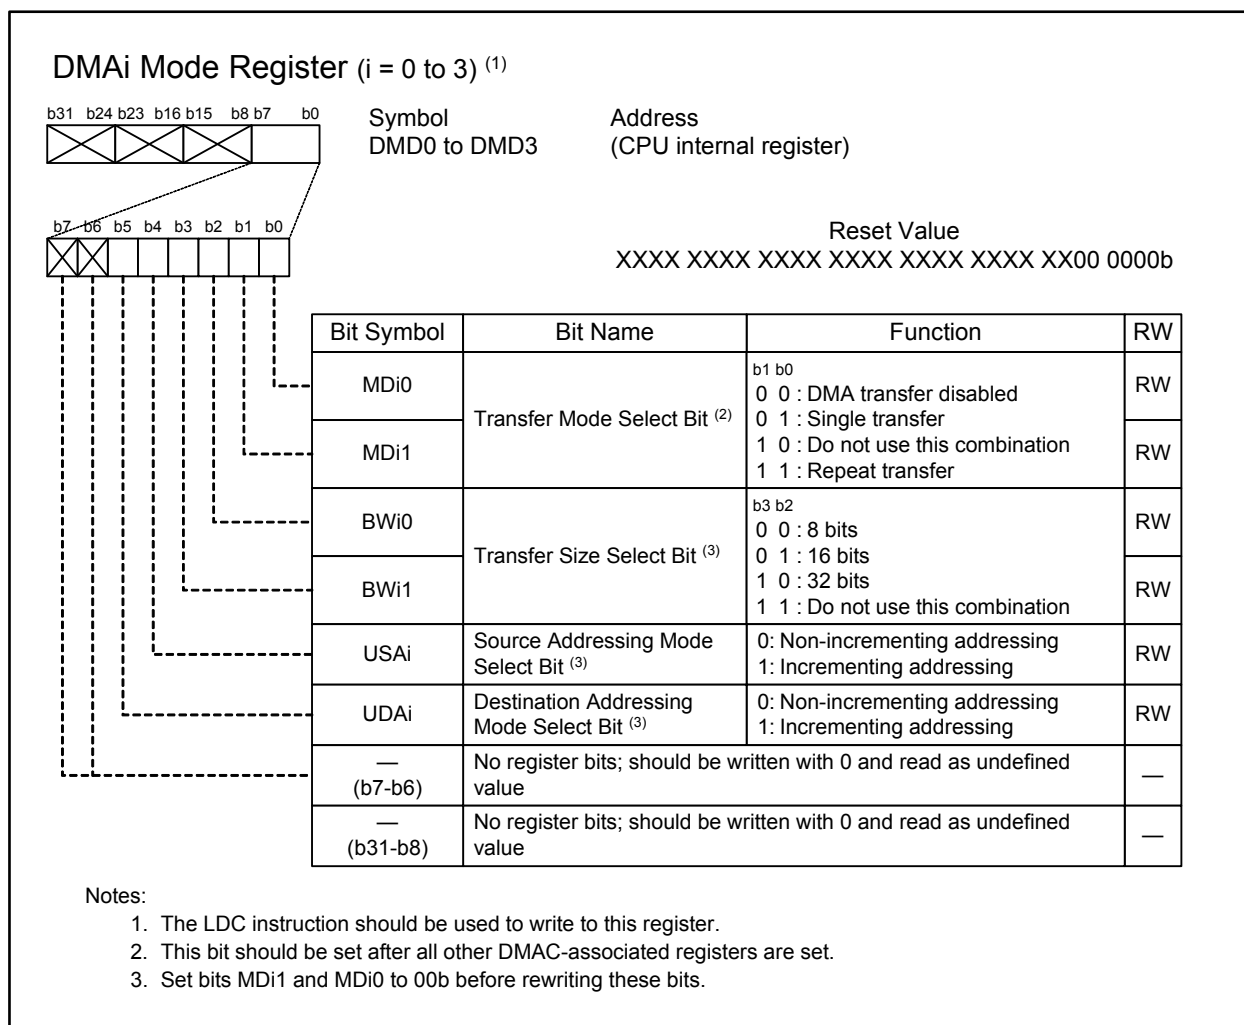 DMAi Mode Register (i = 0 to 3) (1)
b31 b24 b23 b16 b15 b8 b7 b0
Symbol Address
DMD0 to DMD3 (CPU internal register)
b7 b6 b5 b4 b3 b2 b1 b0
Reset Value
XXXX XXXX XXXX XXXX XXXX XXXX XX00 0000b
Bit Symbol Bit Name Function RW
MDi0
MDi1
Transfer Mode Select Bit (2)
b1 b0
0 0 : DMA transfer disabled
0 1 : Single transfer
1 0 : Do not use this combination
1 1 : Repeat transfer
RW
RW
BWi0
BWi1
Transfer Size Select Bit (3)
b3 b2
0 0 : 8 bits
0 1 : 16 bits
1 0 : 32 bits
1 1 : Do not use this combination
RW
RW
USAi
Source Addressing Mode
Select Bit (3)
0: Non-incrementing addressing
1: Incrementing addressing
RW
UDAi
Destination Addressing
Mode Select Bit (3)
0: Non-incrementing addressing
1: Incrementing addressing
RW
—
(b7-b6)
No register bits; should be written with 0 and read as undefined
value
—
—
(b31-b8)
No register bits; should be written with 0 and read as undefined
value
—
Notes:
1. The LDC instruction should be used to write to this register.
2. This bit should be set after all other DMAC-associated registers are set.
3. Set bits MDi1 and MDi0 to 00b before rewriting these bits.